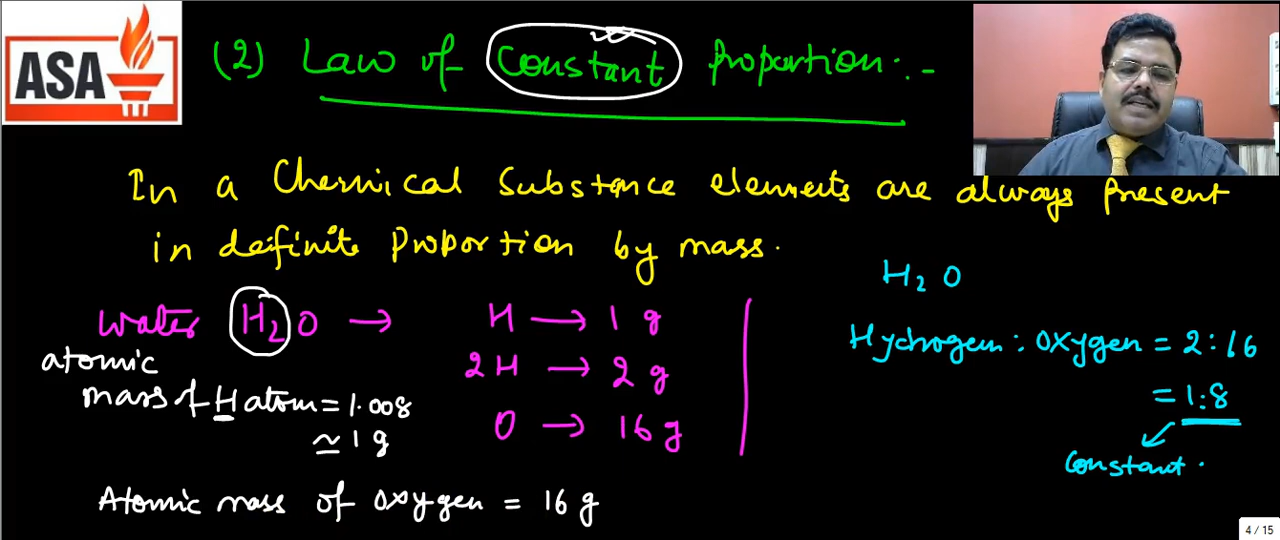 ASA
(2) Law of Constant Proportion:-
In a Chemical Substance elements are always present
in definite Proportion by mass.
Water H2O →
H → 1 g
2H → 2 g
O → 16 g
atomic
mass of H atom = 1.008
≃ 1 g
Atomic mass of oxygen = 16 g
H2O
Hydrogen : Oxygen = 2:16
= 1:8
Constant.
4 / 15